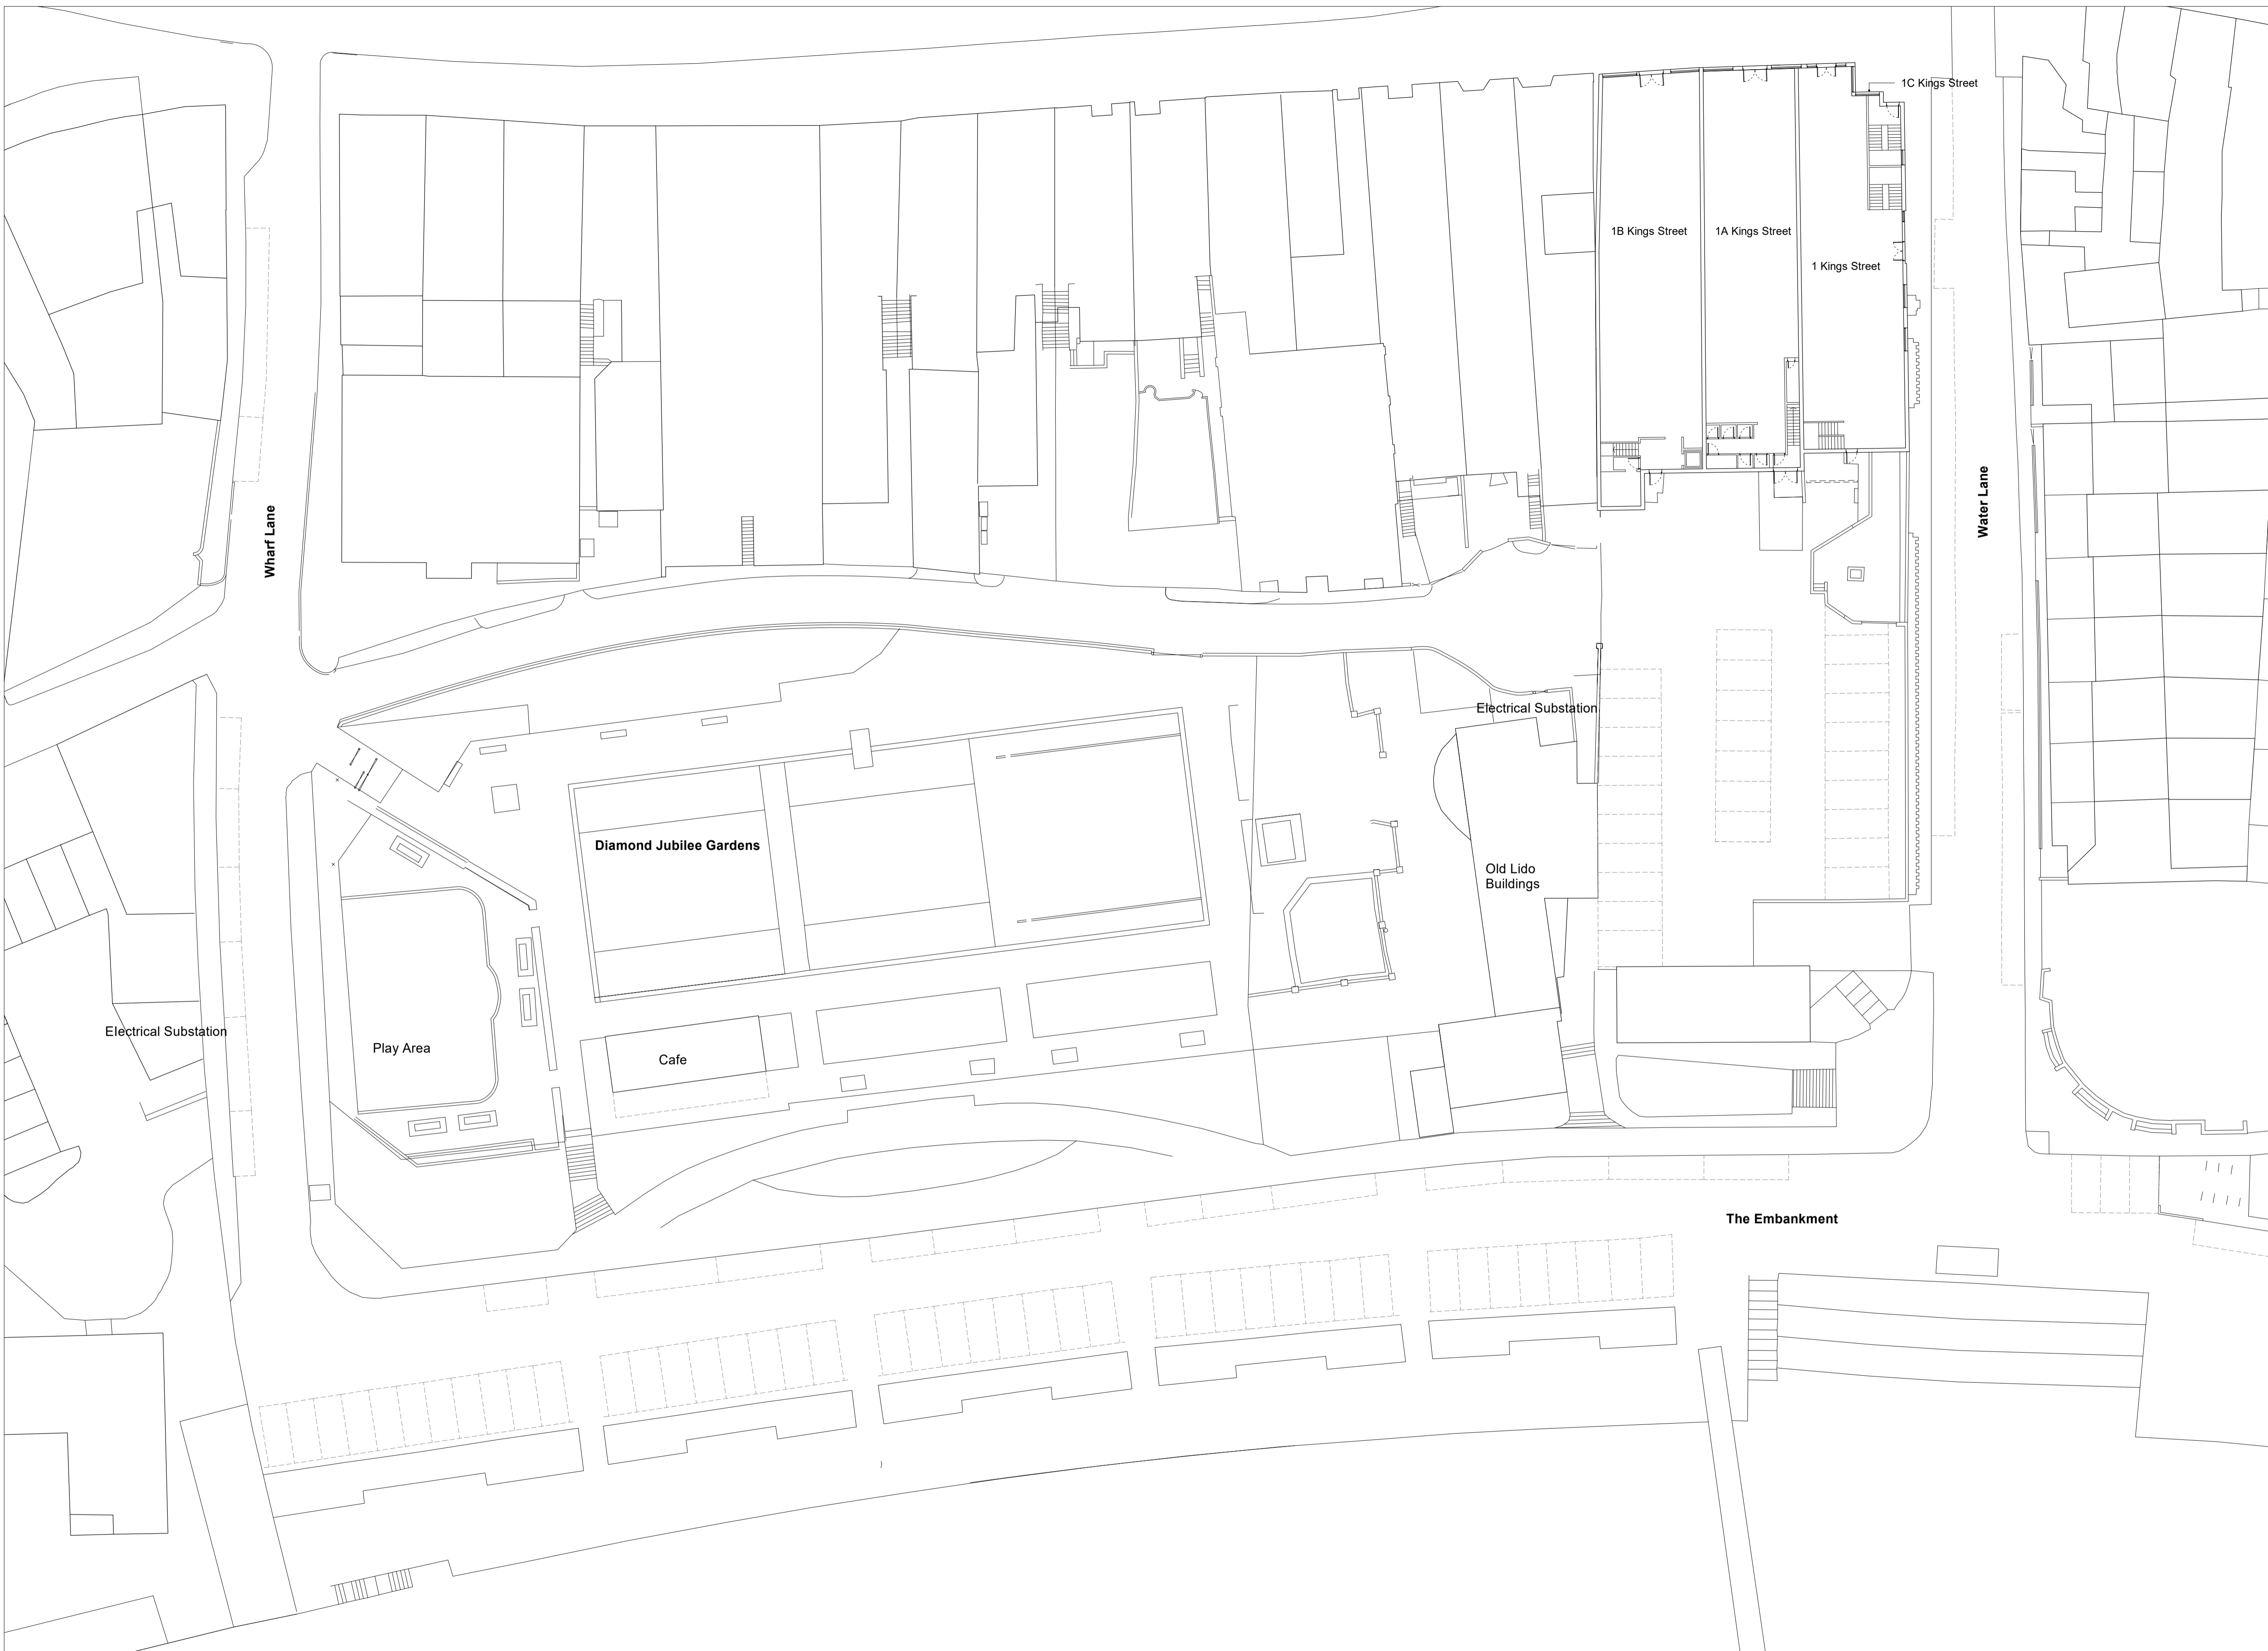 1C Kings Street
1B Kings Street
1A Kings Street
1 Kings Street
Wharf Lane
Water Lane
Electrical Substation
Diamond Jubilee Gardens
Old Lido
Buildings
Electrical Substation
Play Area
Cafe
The Embankment